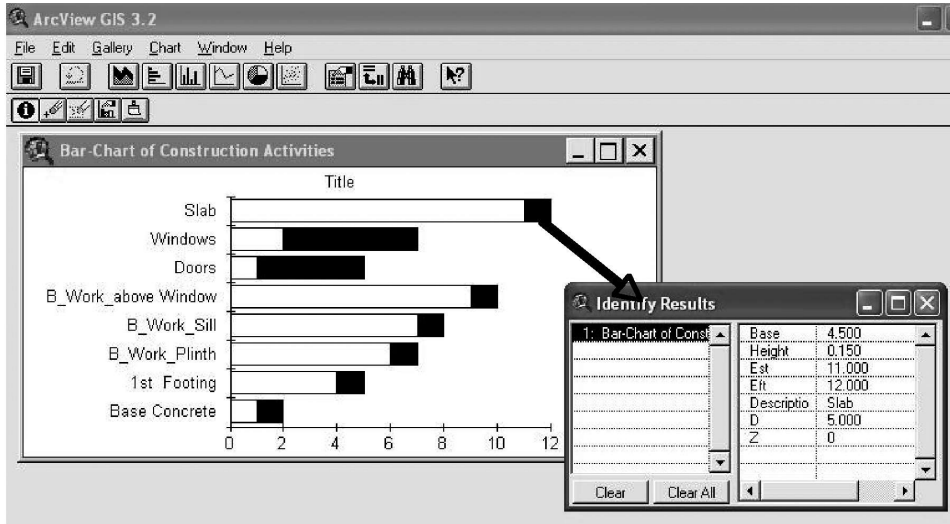 ArcView GIS 3.2
File Edit Gallery Chart Window Help
Bar-Chart of Construction Activities
Title
Slab
Windows
Doors
B_Work_above Window
B_Work_Sill
B_Work_Plinth
1st Footing
Base Concrete
0 2 4 6 8 10 12
Identify Results
1: Bar-Chart of Const
Base 4.500
Height 0.150
Est 11.000
Eft 12.000
Descriptio Slab
D 5.000
Z 0
Clear Clear All